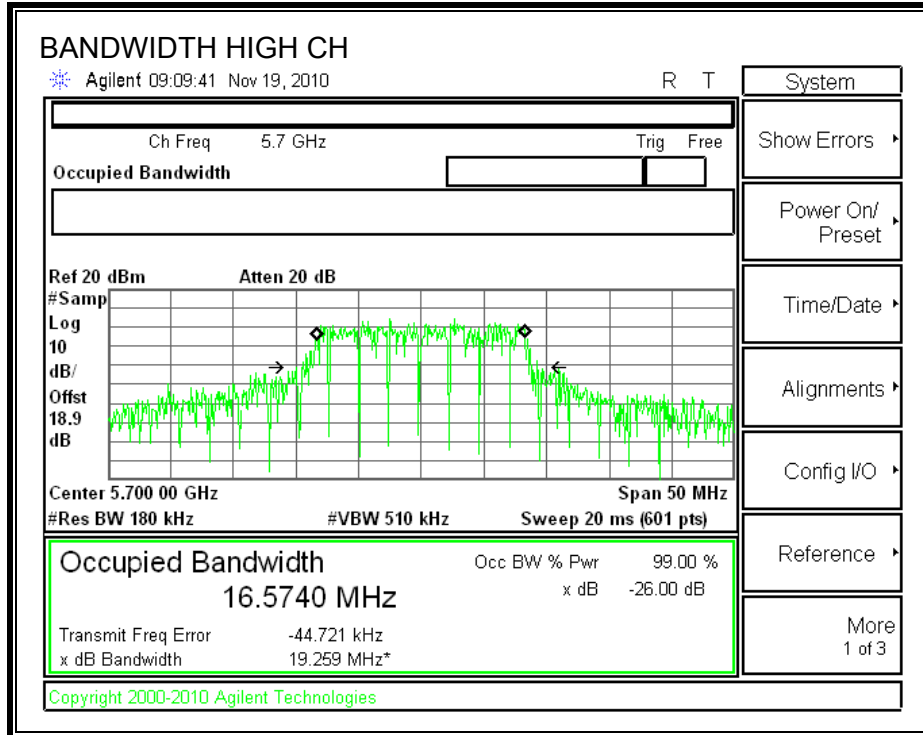 BANDWIDTH HIGH CH
Agilent 09:09:41 Nov 19, 2010 R T
System
Ch Freq 5.7 GHz Trig Free
Occupied Bandwidth
Show Errors
Power On/
Preset
Time/Date
Alignments
Config I/O
Reference
More
1 of 3
Ref 20 dBm Atten 20 dB
#Samp
Log
10
dB/
Offst
18.9
dB
Center 5.700 00 GHz Span 50 MHz
#Res BW 180 kHz #VBW 510 kHz Sweep 20 ms (601 pts)
Occupied Bandwidth
16.5740 MHz
Occ BW % Pwr 99.00 %
x dB -26.00 dB
Transmit Freq Error -44.721 kHz
x dB Bandwidth 19.259 MHz*
Copyright 2000-2010 Agilent Technologies